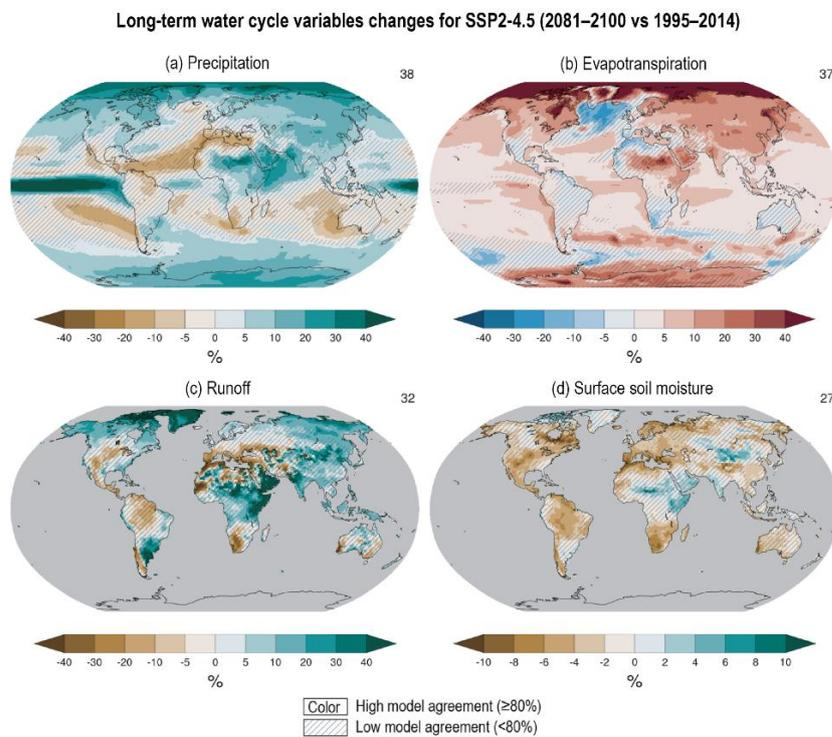 Long-term water cycle variables changes for SSP2-4.5 (2081–2100 vs 1995–2014)
(a) Precipitation
38
(b) Evapotranspiration
37
-40 -30 -20 -10 -5 0 5 10 20 30 40
%
-40 -30 -20 -10 -5 0 5 10 20 30 40
%
(c) Runoff
32
(d) Surface soil moisture
27
-40 -30 -20 -10 -5 0 5 10 20 30 40
%
-10 -8 -6 -4 -2 0 2 4 6 8 10
%
Color High model agreement (≥80%)
Low model agreement (<80%)